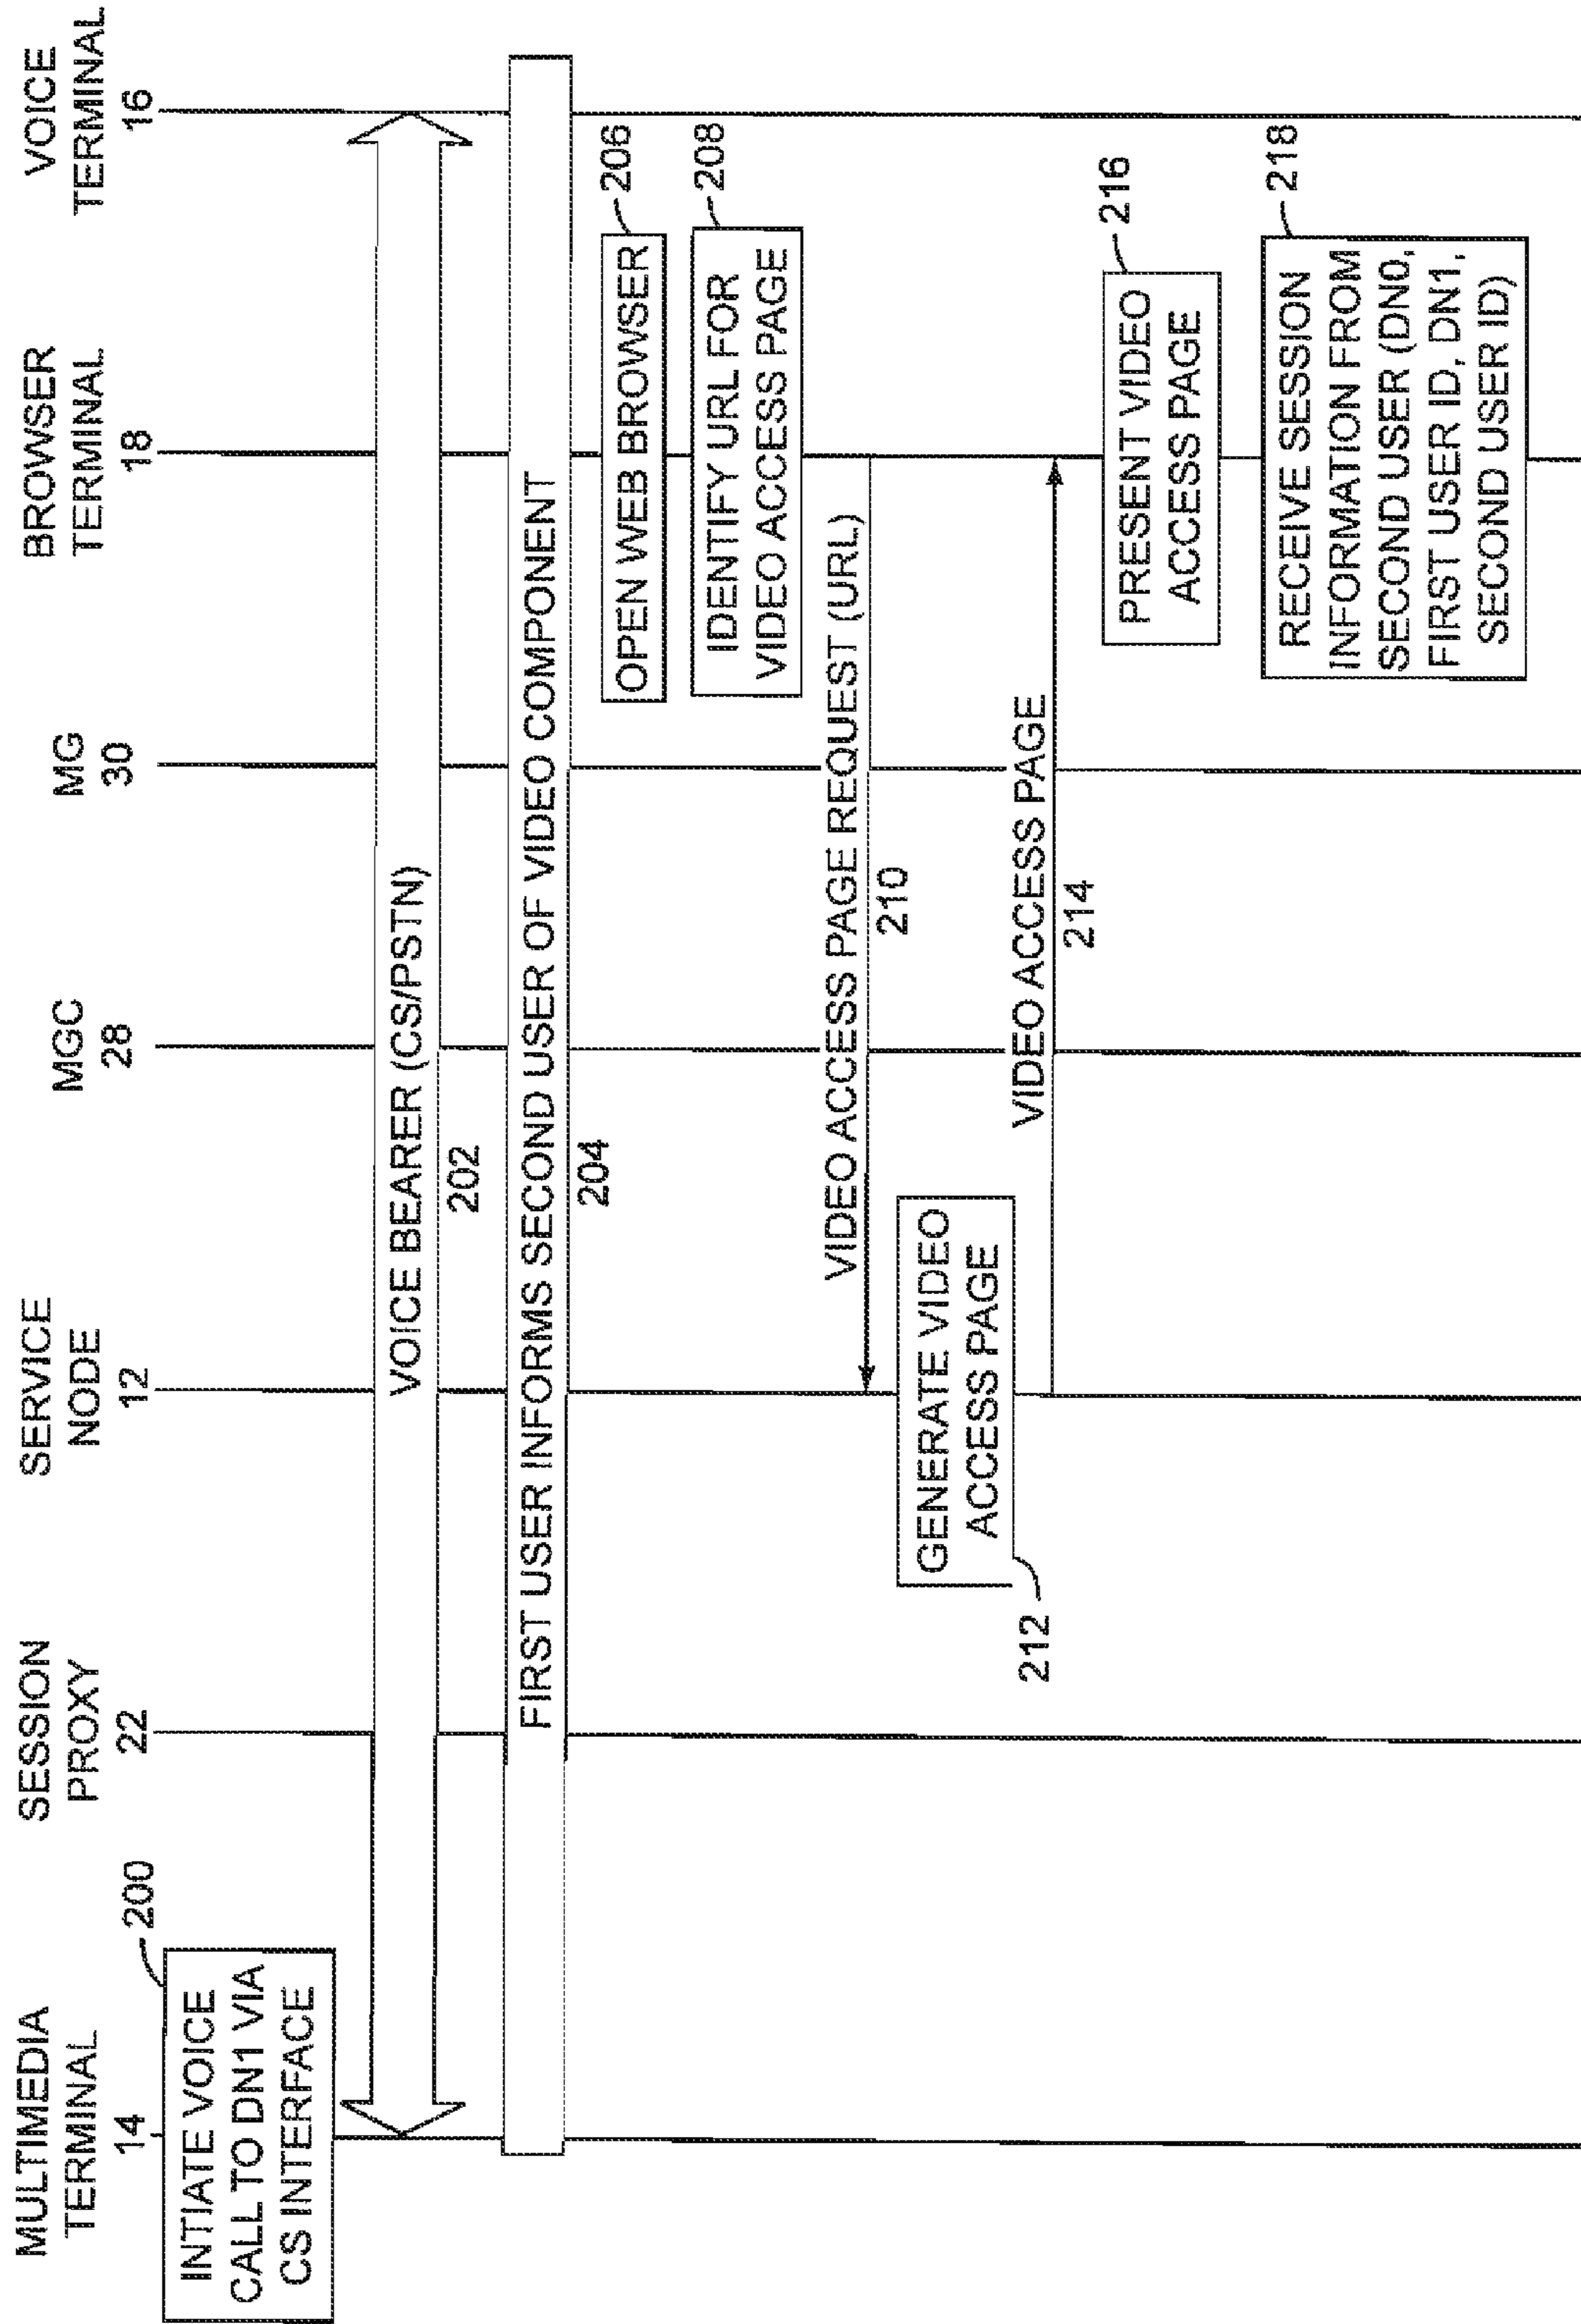 MULTIMEDIA
TERMINAL
14
SESSION
PROXY
22
SERVICE
NODE
12
MGC
28
MG
30
BROWSER
TERMINAL
18
VOICE
TERMINAL
16
INTIATE VOICE
CALL TO DN1 VIA
CS INTERFACE
200
VOICE BEARER (CS/PSTN)
202
FIRST USER INFORMS SECOND USER OF VIDEO COMPONENT
204
OPEN WEB BROWSER
206
IDENTIFY URL FOR
VIDEO ACCESS PAGE
208
VIDEO ACCESS PAGE REQUEST (URL)
210
GENERATE VIDEO
ACCESS PAGE
212
VIDEO ACCESS PAGE
214
PRESENT VIDEO
ACCESS PAGE
216
RECEIVE SESSION
INFORMATION FROM
SECOND USER (DN0,
FIRST USER ID, DN1,
SECOND USER ID)
218